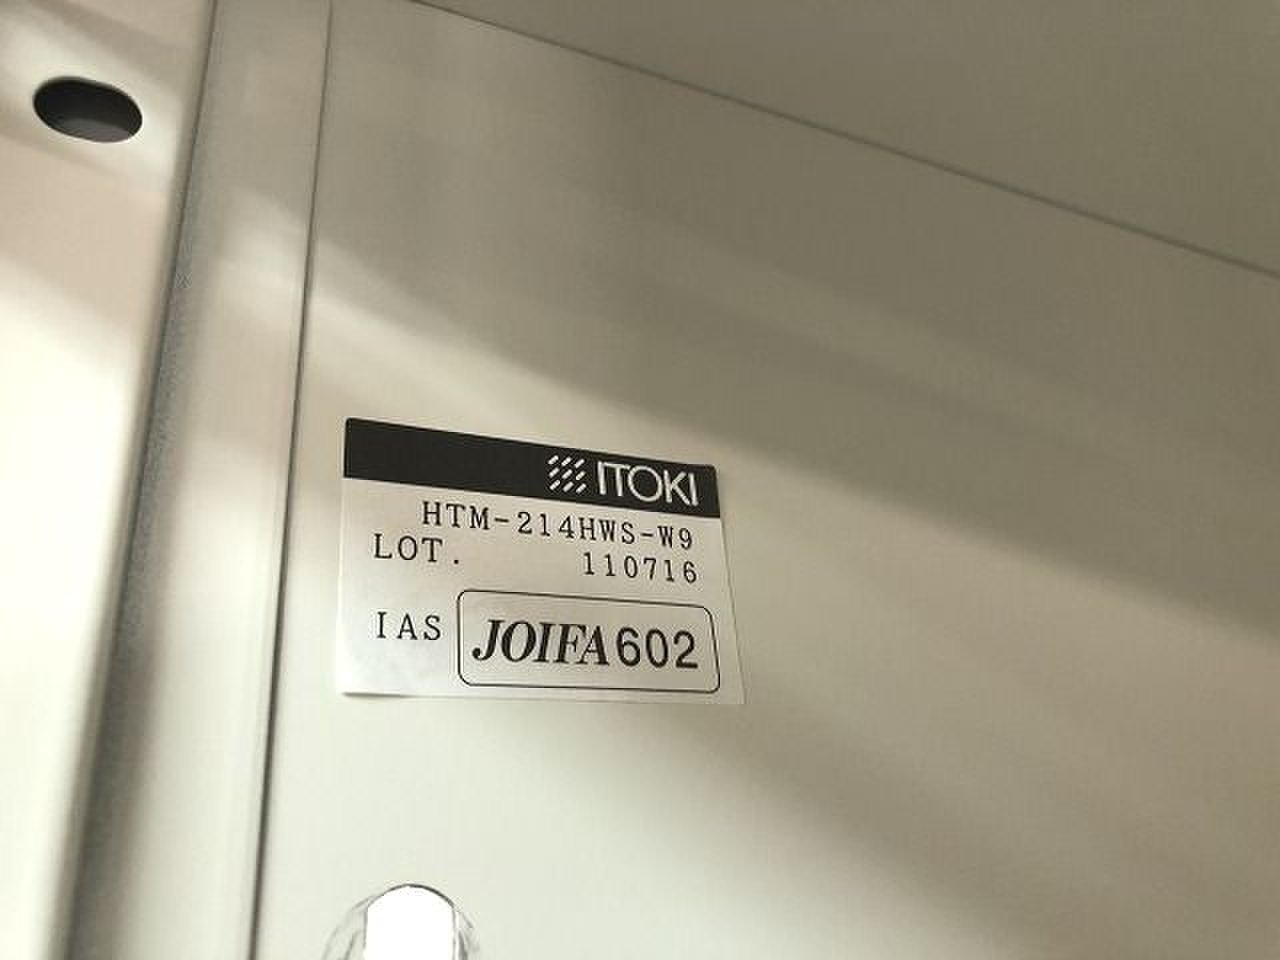 ITOKI
HTM-214HWS-W9
LOT. 110716
IAS JOIFA602